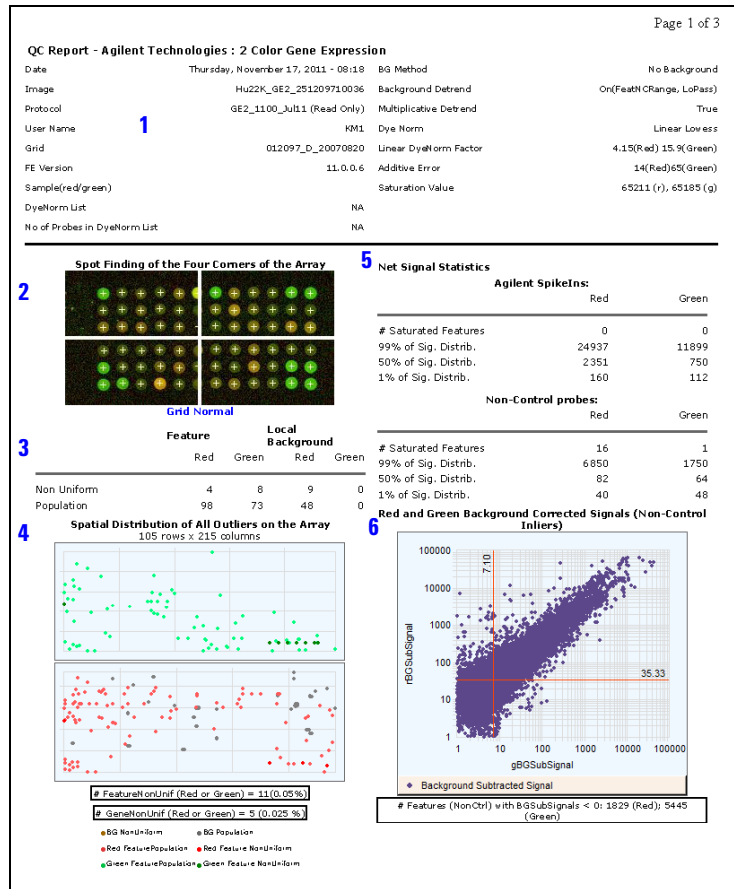 Page 1 of 3
QC Report - Agilent Technologies : 2 Color Gene Expression
Date Thursday, November 17, 2011 - 08:18 BG Method No Background
Image Hu22K_GE2_251209710036 Background Detrend On(FeatNCRange, LoPass)
Protocol GE2_1100_Jul11 (Read Only) Multiplicative Detrend True
1
User Name KM1 Dye Norm Linear Lowess
Grid 012097_D_20070820 Linear DyeNorm Factor 4.15(Red) 15.9(Green)
FE Version 11.0.0.6 Additive Error 14(Red)65(Green)
Sample(red/green) Saturation Value 65211 (r), 65185 (g)
DyeNorm List NA
No of Probes in DyeNorm List NA
2
Spot Finding of the Four Corners of the Array
Grid Normal
3
Feature Local Background
Red Green Red Green
Non Uniform 4 8 9 0
Population 98 73 48 0
4
Spatial Distribution of All Outliers on the Array
105 rows x 215 columns
# FeatureNonUnif (Red or Green) = 11(0.05%)
# GeneNonUnif (Red or Green) = 5 (0.025 %)
BG NonUniform BG Population
Red FeaturePopulation Red Feature NonUniform
Green FeaturePopulation Green Feature NonUniform
5
Net Signal Statistics
Agilent SpikeIns:
Red Green
# Saturated Features 0 0
99% of Sig. Distrib. 24937 11899
50% of Sig. Distrib. 2351 750
1% of Sig. Distrib. 160 112
Non-Control probes:
Red Green
# Saturated Features 16 1
99% of Sig. Distrib. 6850 1750
50% of Sig. Distrib. 82 64
1% of Sig. Distrib. 40 48
6
Red and Green Background Corrected Signals (Non-Control
Inliers)
100000
10000
1000
100
10
1
rBGSubSignal
7.10
35.33
1 10 100 1000 10000 100000
gBGSubSignal
Background Subtracted Signal
# Features (NonCtrl) with BGSubSignals < 0: 1829 (Red); 5445
(Green)